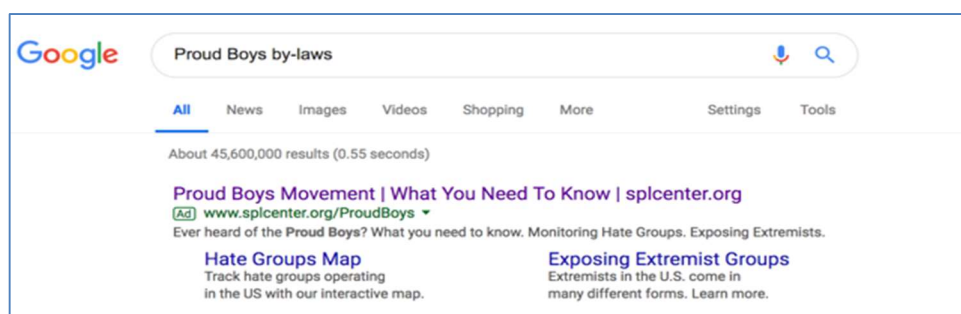 Google Proud Boys by-laws
All News Images Videos Shopping More Settings Tools
About 45,600,000 results (0.55 seconds)
Proud Boys Movement | What You Need To Know | splcenter.org
Ad www.splcenter.org/ProudBoys
Ever heard of the Proud Boys? What you need to know. Monitoring Hate Groups. Exposing Extremists.
Hate Groups Map
Track hate groups operating
in the US with our interactive map.
Exposing Extremist Groups
Extremists in the U.S. come in
many different forms. Learn more.